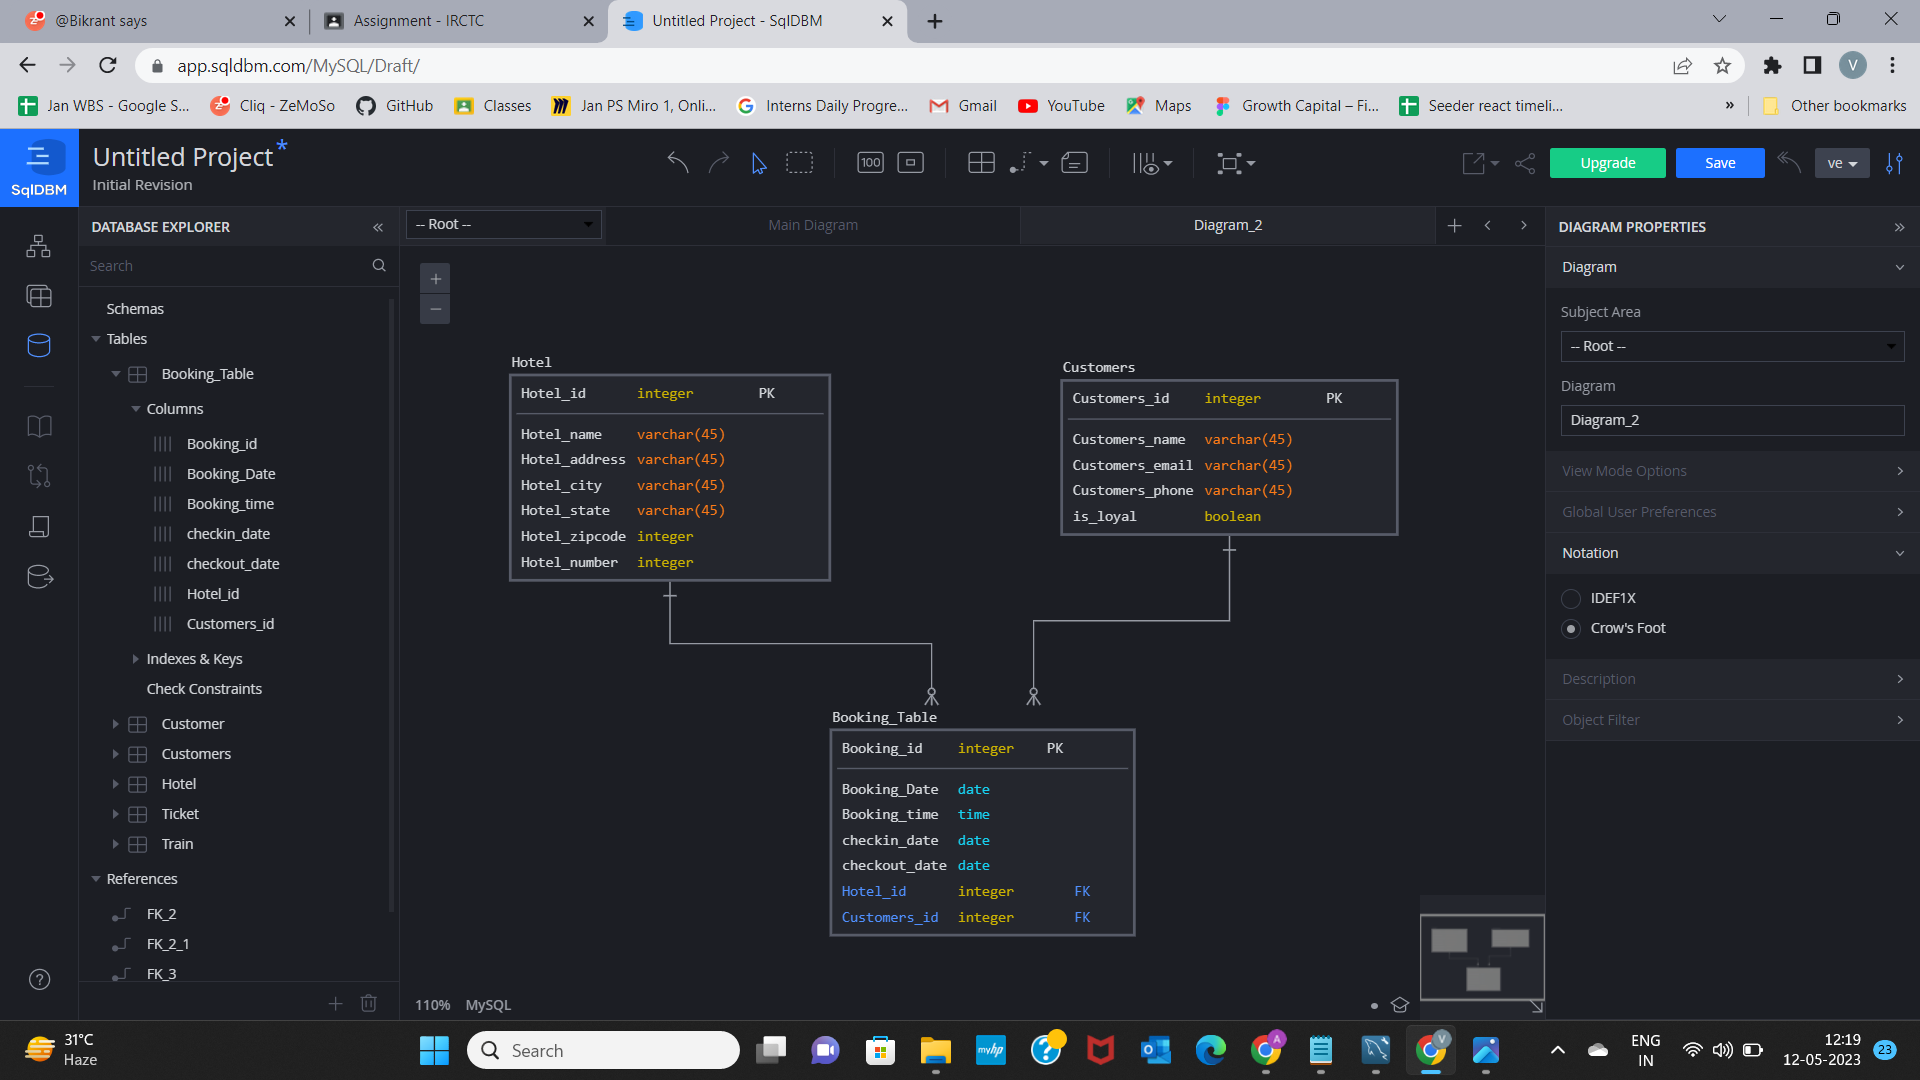 @Bikrant says
Assignment - IRCTC
Untitled Project - SqlDBM
app.sqldbm.com/MySQL/Draft/
V
Jan WBS - Google S...
Cliq - ZeMoSo
GitHub
Classes
Jan PS Miro 1, Onli...
Interns Daily Progre...
Gmail
YouTube
Maps
Growth Capital – Fi...
Seeder react timeli...
»
Other bookmarks
SqlDBM
Untitled Project*
Initial Revision
100
Upgrade
Save
ve
DATABASE EXPLORER
-- Root --
Main Diagram
Diagram_2
DIAGRAM PROPERTIES
Search
Schemas
Tables
Booking_Table
Columns
Booking_id
Booking_Date
Booking_time
checkin_date
checkout_date
Hotel_id
Customers_id
Indexes & Keys
Check Constraints
Customer
Customers
Hotel
Ticket
Train
References
FK_2
FK_2_1
FK_3
Hotel
Hotel_id integer PK
Hotel_name varchar(45)
Hotel_address varchar(45)
Hotel_city varchar(45)
Hotel_state varchar(45)
Hotel_zipcode integer
Hotel_number integer
Customers
Customers_id integer PK
Customers_name varchar(45)
Customers_email varchar(45)
Customers_phone varchar(45)
is_loyal boolean
Booking_Table
Booking_id integer PK
Booking_Date date
Booking_time time
checkin_date date
checkout_date date
Hotel_id integer FK
Customers_id integer FK
110% MySQL
Diagram
Subject Area
-- Root --
Diagram
Diagram_2
View Mode Options
Global User Preferences
Notation
IDEF1X
Crow's Foot
Description
Object Filter
31°C
Haze
Search
myhp
A
V
ENG
IN
12:19
12-05-2023
23